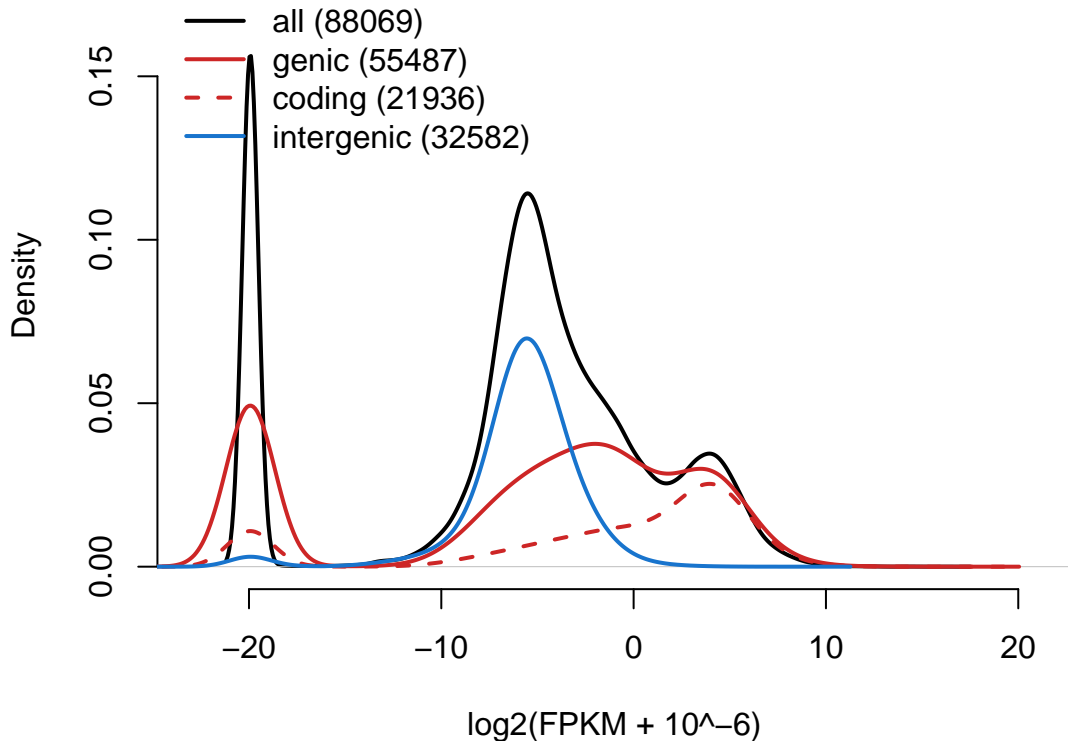 all (88069)
genic (55487)
coding (21936)
intergenic (32582)
Density
0.15
0.10
0.05
0.00
−20 −10 0 10 20
log2(FPKM + 10^−6)